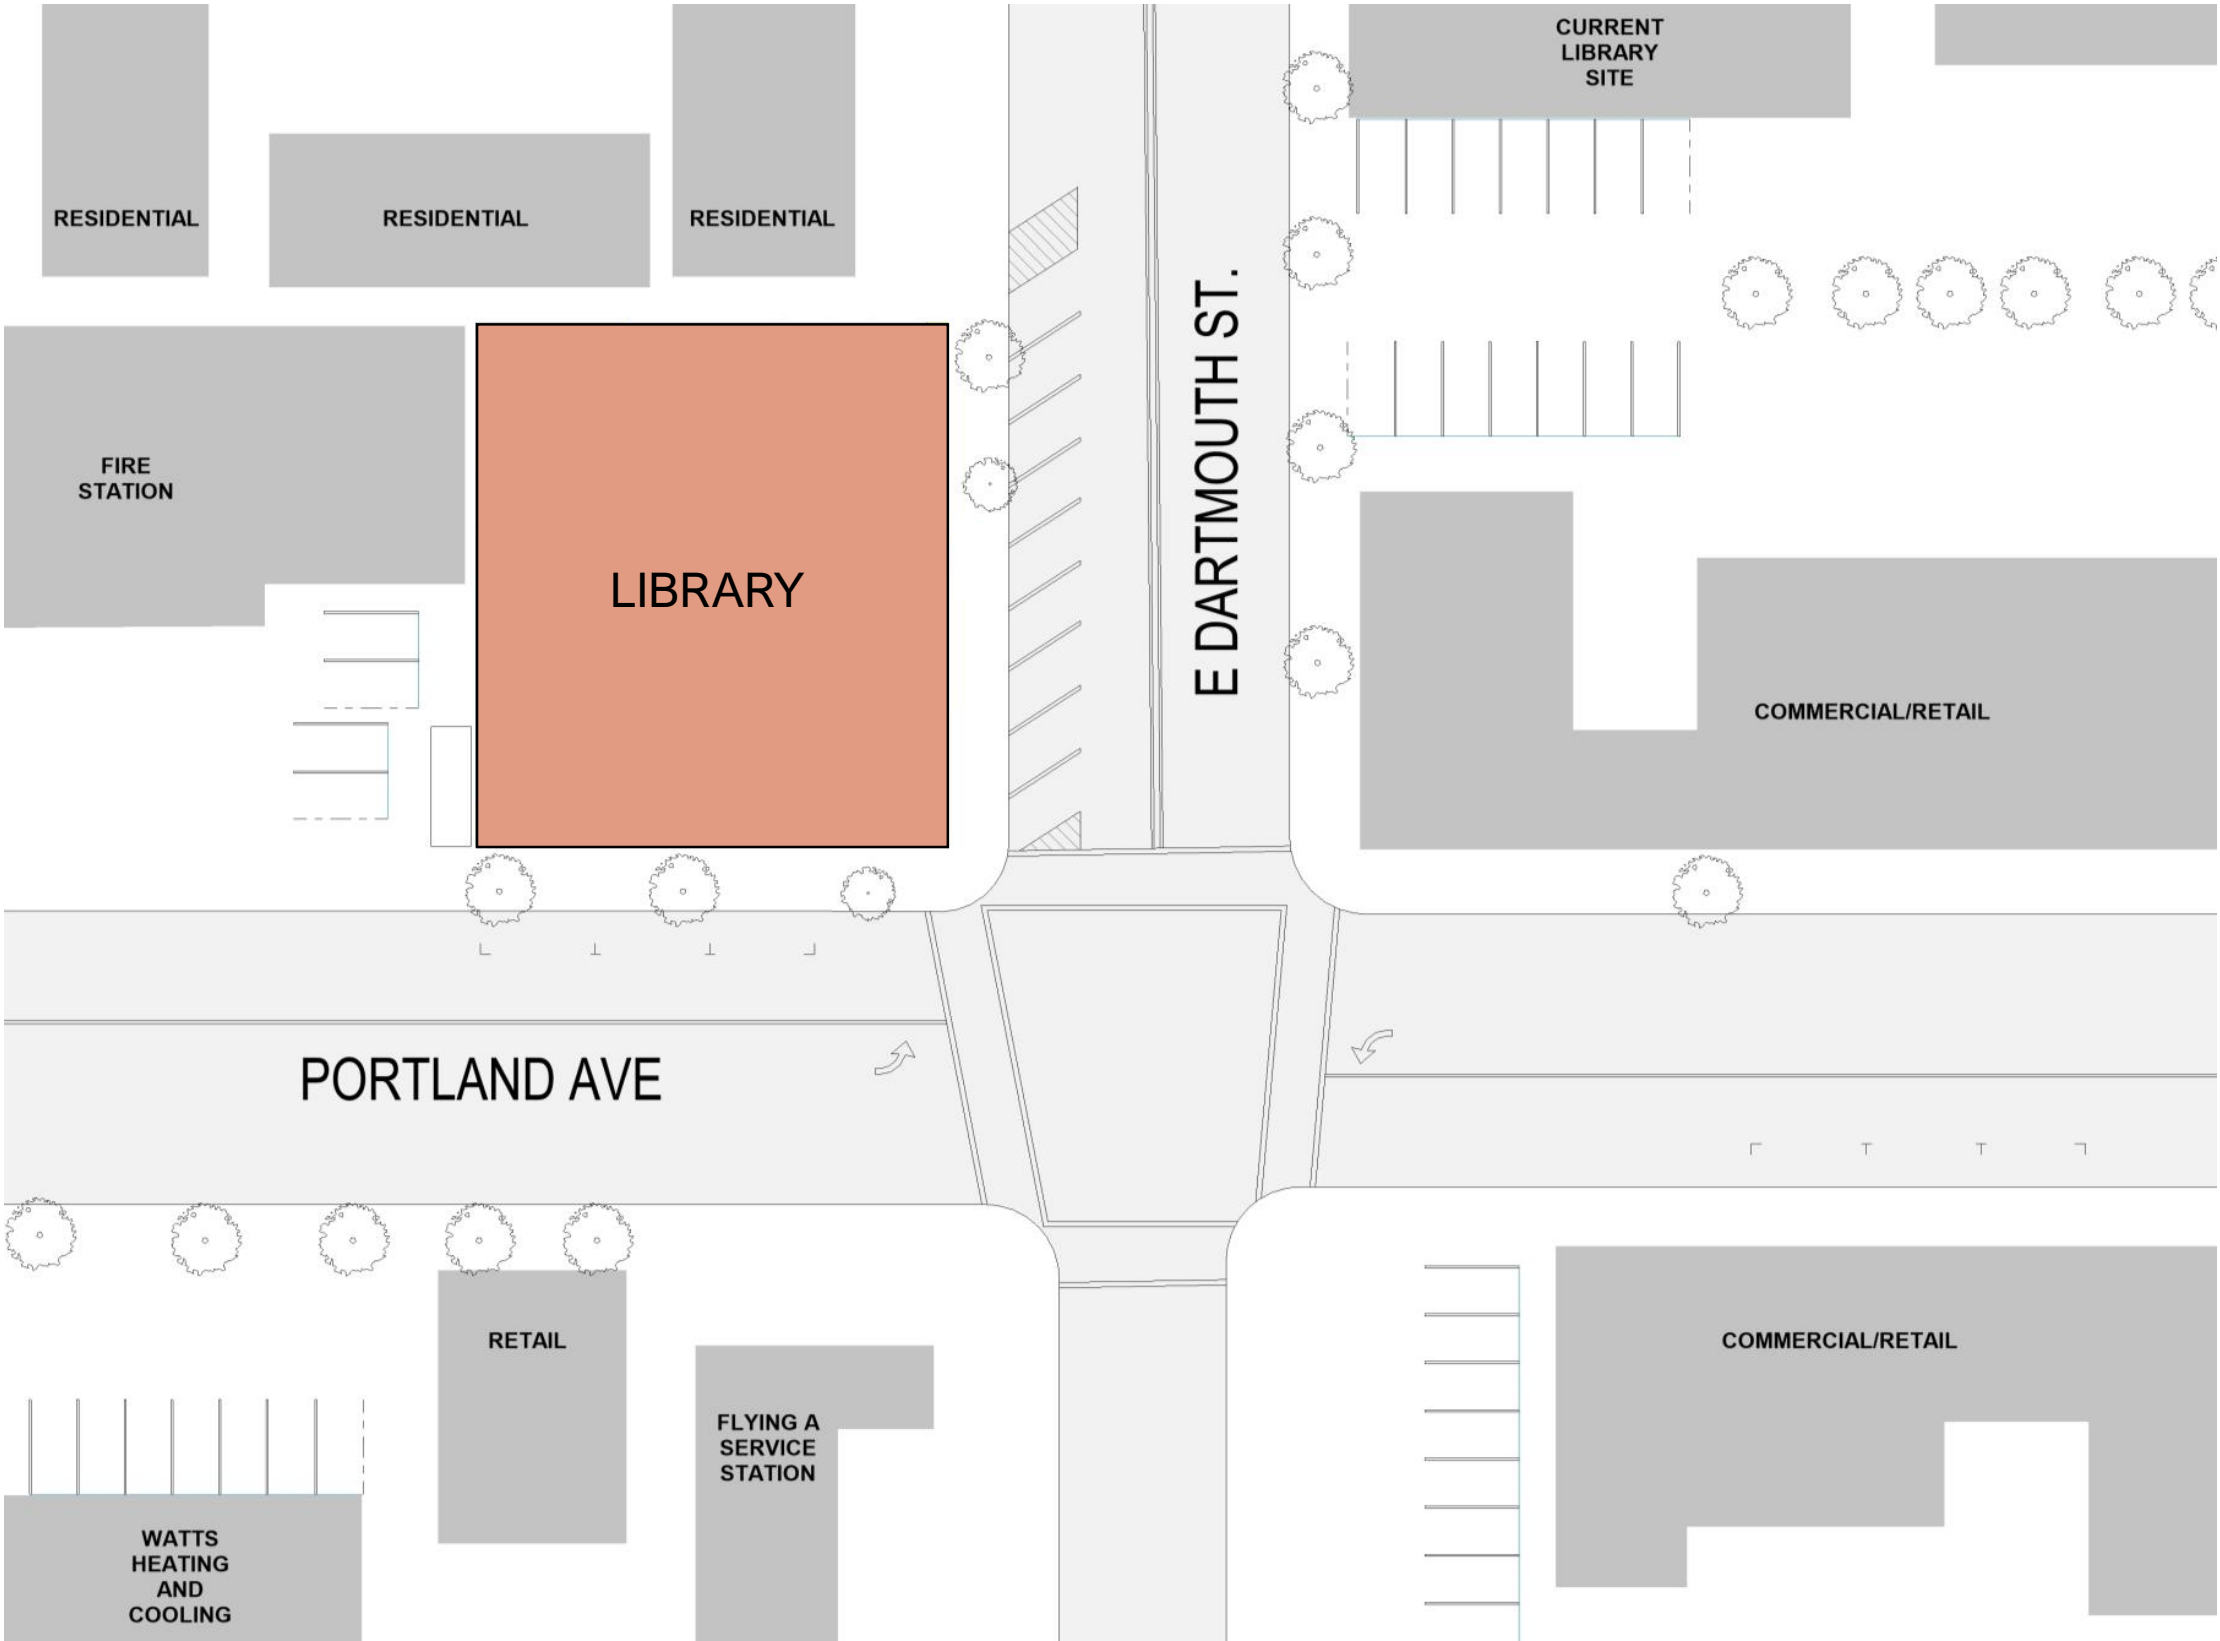 CURRENT
LIBRARY
SITE
RESIDENTIAL
RESIDENTIAL
RESIDENTIAL
FIRE
STATION
LIBRARY
E DARTMOUTH ST.
COMMERCIAL/RETAIL
PORTLAND AVE
RETAIL
COMMERCIAL/RETAIL
FLYING A
SERVICE
STATION
WATTS
HEATING
AND
COOLING